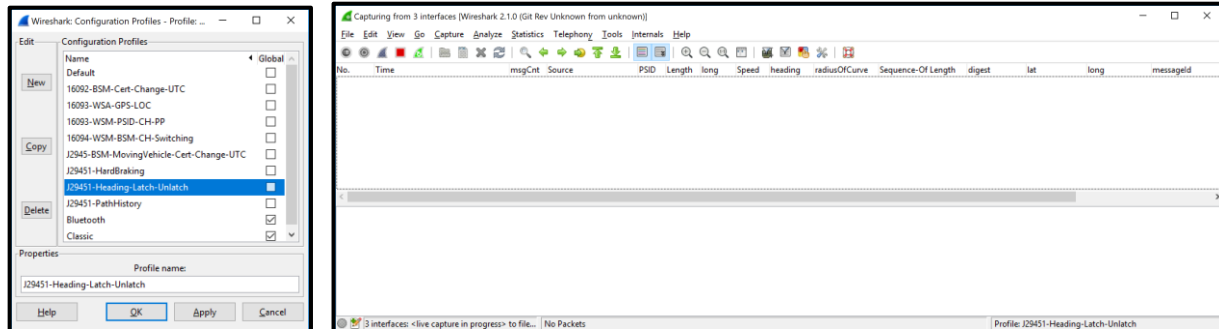 Wireshark: Configuration Profiles - Profile: ...
Edit
Configuration Profiles
Name Global
New
Default
16092-BSM-Cert-Change-UTC
16093-WSA-GPS-LOC
16093-WSM-PSID-CH-PP
16094-WSM-BSM-CH-Switching
Copy
J2945-BSM-MovingVehicle-Cert-Change-UTC
J29451-HardBraking
J29451-Heading-Latch-Unlatch
J29451-PathHistory
Delete
Bluetooth
Classic
Properties
Profile name:
J29451-Heading-Latch-Unlatch
Help OK Apply Cancel
Capturing from 3 interfaces [Wireshark 2.1.0 (Git Rev Unknown from unknown)]
File Edit View Go Capture Analyze Statistics Telephony Tools Internals Help
No. Time msgCnt Source PSID Length long Speed heading radiusOfCurve Sequence-Of Length digest lat long messageId
3 interfaces: <live capture in progress> to file... No Packets Profile: J29451-Heading-Latch-Unlatch